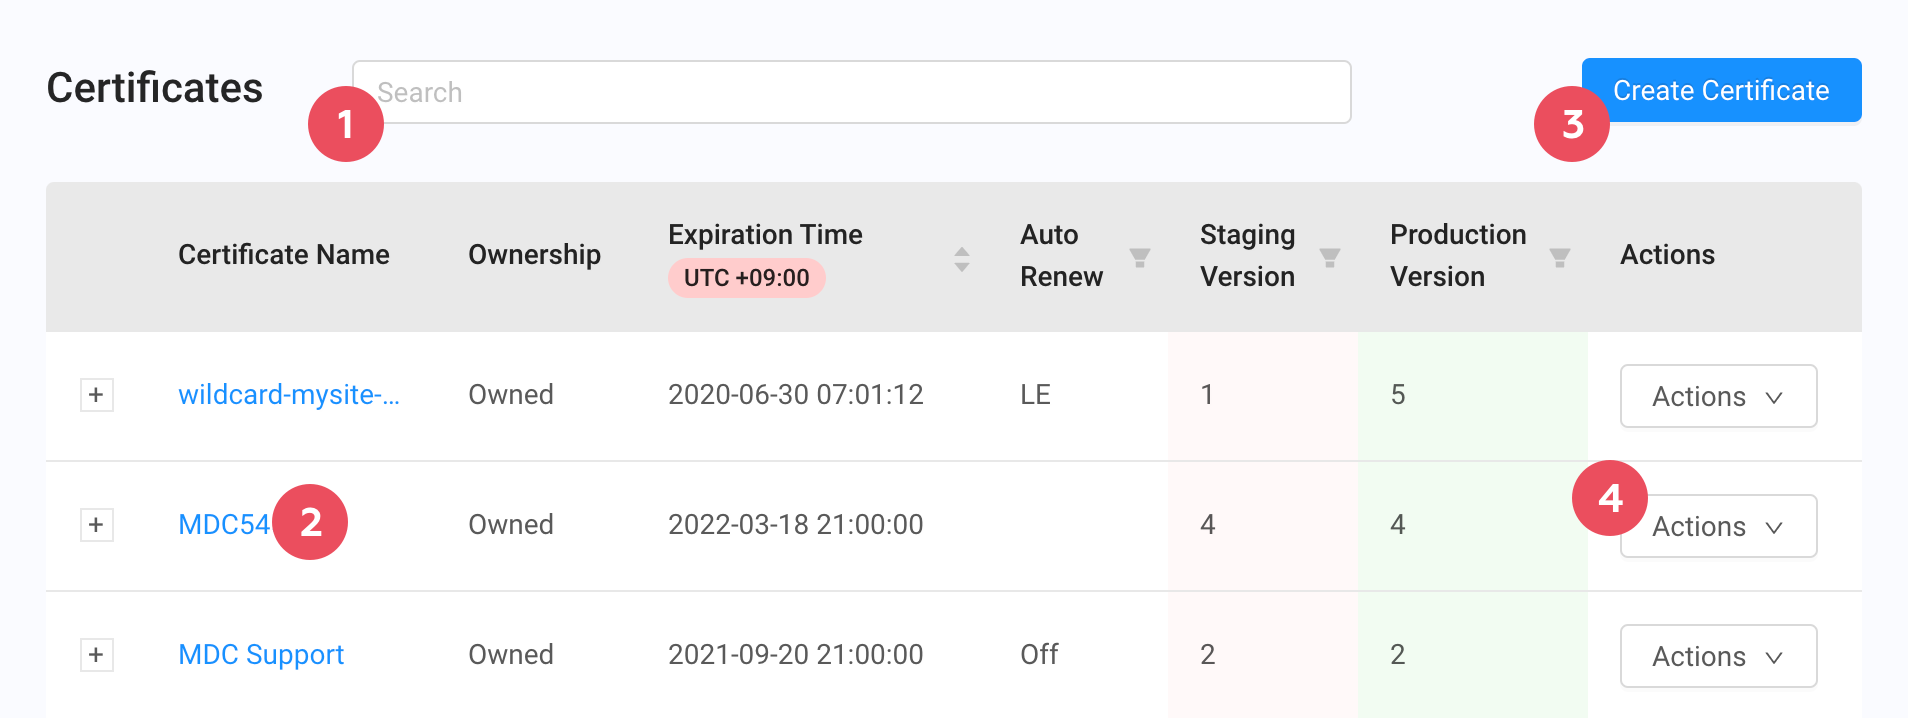 Certificates
Search
1
Create Certificate
3
Certificate Name
Ownership
Expiration Time
UTC +09:00
Auto
Renew
Staging
Version
Production
Version
Actions
+ wildcard-mysite-... Owned 2020-06-30 07:01:12 LE 1 5 Actions
+ MDC54 2 Owned 2022-03-18 21:00:00 4 4 4 Actions
+ MDC Support Owned 2021-09-20 21:00:00 Off 2 2 Actions